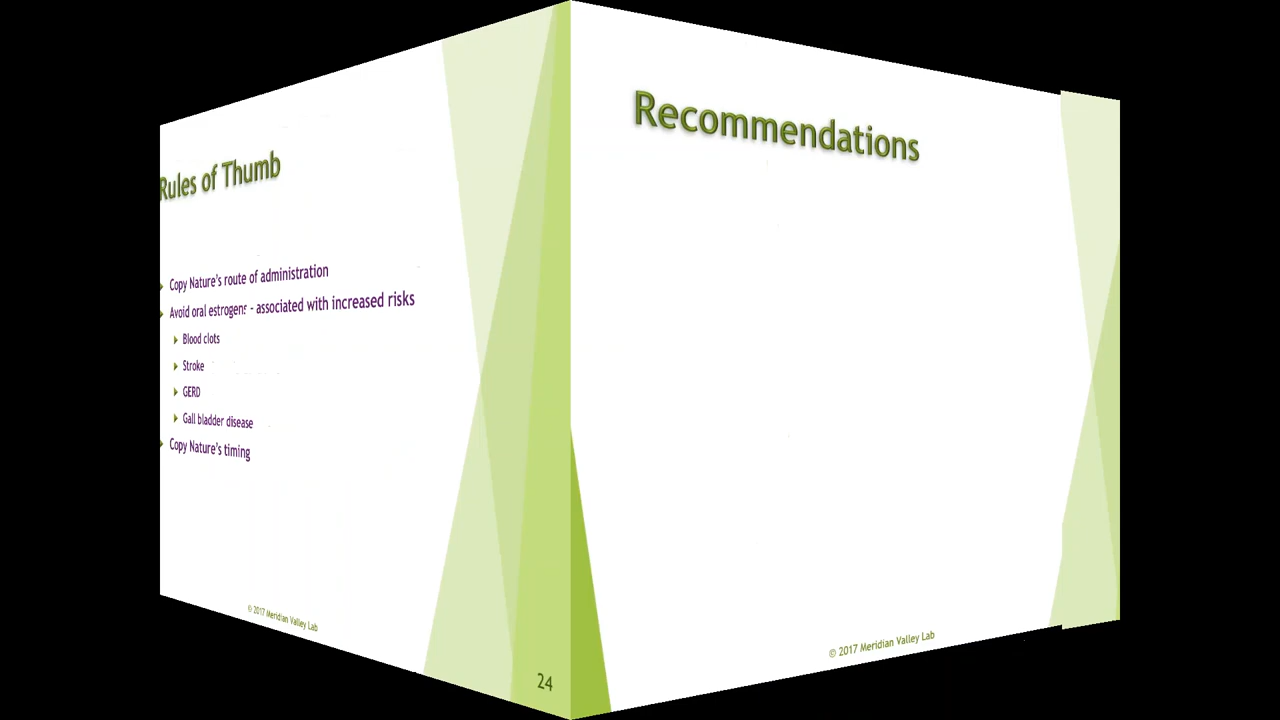 Rules of Thumb
Copy Nature's route of administration
Avoid oral estrogens - associated with increased risks
Blood clots
Stroke
GERD
Gall bladder disease
Copy Nature's timing
© 2017 Meridian Valley Lab
24
Recommendations
© 2017 Meridian Valley Lab